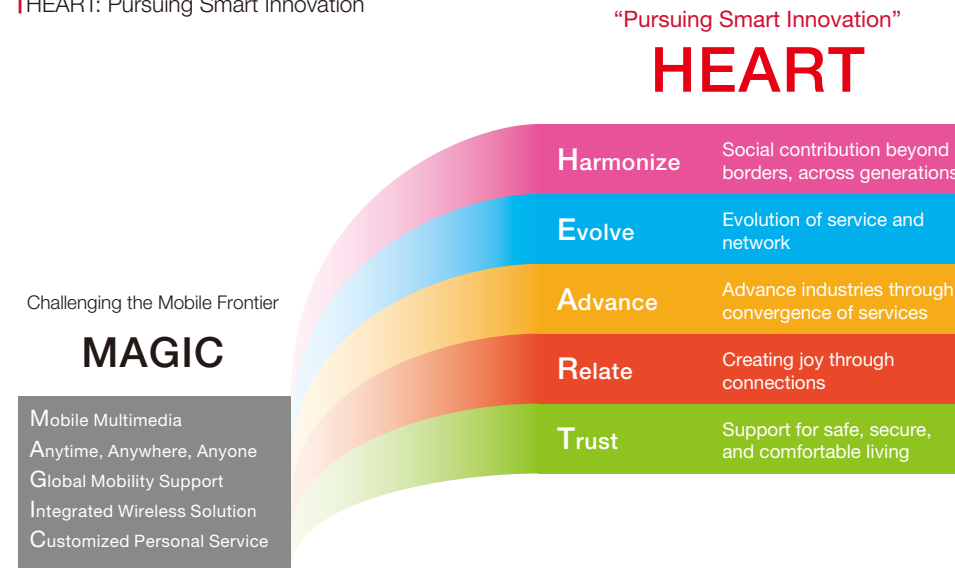 HEART: Pursuing Smart Innovation
“Pursuing Smart Innovation”
HEART
Harmonize
Social contribution beyond
borders, across generations
Evolve
Evolution of service and
network
Advance
Advance industries through
convergence of services
Relate
Creating joy through
connections
Trust
Support for safe, secure,
and comfortable living
Challenging the Mobile Frontier
MAGIC
Mobile Multimedia
Anytime, Anywhere, Anyone
Global Mobility Support
Integrated Wireless Solution
Customized Personal Service